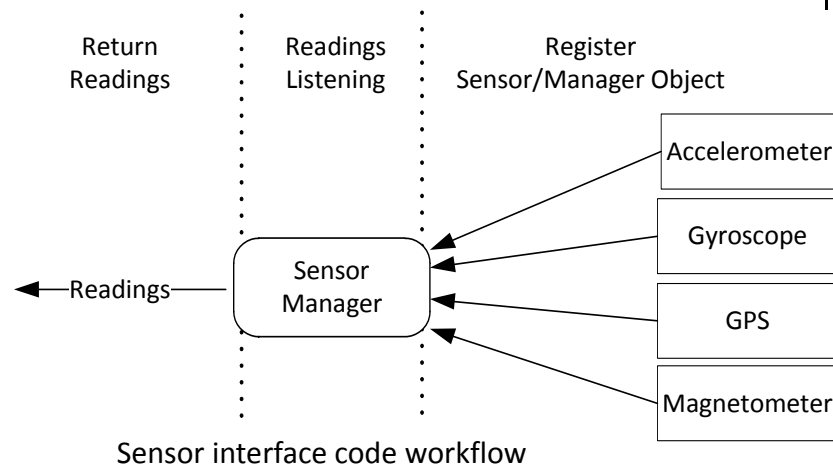 Return
Readings
Readings
Listening
Register
Sensor/Manager Object
Accelerometer
Gyroscope
Sensor
Manager
Readings
GPS
Magnetometer
Sensor interface code workflow